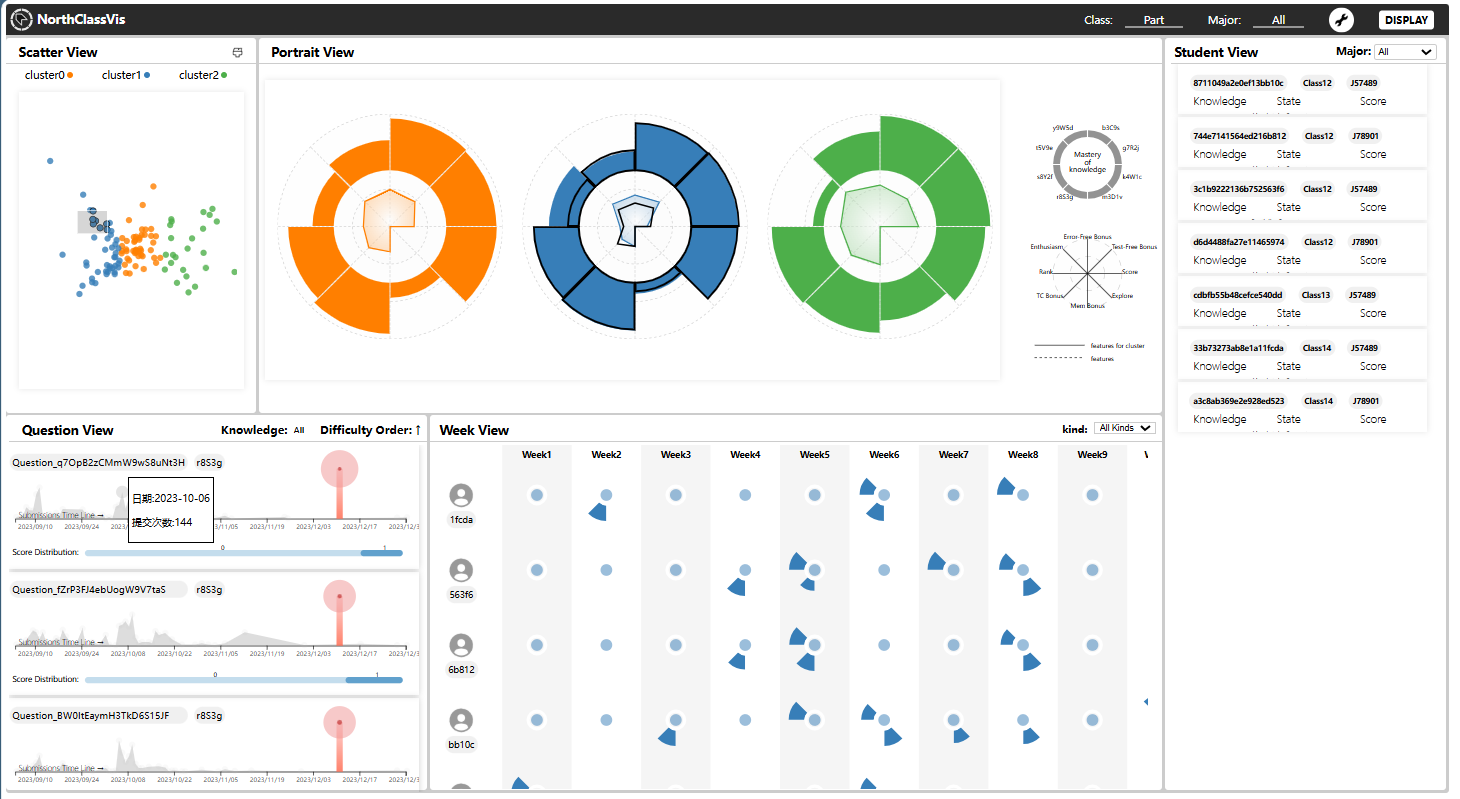 NorthClassVis
Class: Part Major: All DISPLAY
Scatter View
cluster0 cluster1 cluster2
Portrait View
y9W5d b3C9s
t5V9e g7R2j
Mastery
of
knowledge
s8Y2f k4W1c
r8S3g m3D1v
Error-Free Bonus
Enthusiasm Test-Free Bonus
Rank Score
TC Bonus Explore
Mem Bonus
features for cluster
features
Student View Major: All
8711049a2e0ef13bb10c Class12 J57489
Knowledge State Score
744e7141564ed216b812 Class12 J78901
Knowledge State Score
3c1b9222136b752563f6 Class12 J57489
Knowledge State Score
d6d4488fa27e11465974 Class12 J57489
Knowledge State Score
cdbfb55b48cefce540dd Class13 J57489
Knowledge State Score
33b73273ab8e1a11fcda Class14 J57489
Knowledge State Score
a3c8ab369e2e928ed523 Class14 J78901
Knowledge State Score
Question View Knowledge: All Difficulty Order: ↑
Question_q7OpB2zCMmW9wS8uNt3H r8S3g
日期:2023-10-06
提交次数:144
Submissions Time Line →
2023/09/10 2023/09/24 2023/11/05 2023/11/19 2023/12/03 2023/12/17 2023/12/3
Score Distribution: 0 1
Question_fZrP3FJ4ebUogW9V7taS r8S3g
Submissions Time Line →
2023/09/10 2023/09/24 2023/10/08 2023/10/22 2023/11/05 2023/11/19 2023/12/03 2023/12/17 2023/12/3
Score Distribution: 0 1
Question_BW0ItEaymH3TkD6S15JF r8S3g
Submissions Time Line →
2023/09/10 2023/09/24 2023/10/08 2023/10/22 2023/11/05 2023/11/19 2023/12/03 2023/12/17 2023/12/3
Week View kind: All Kinds
Week1 Week2 Week3 Week4 Week5 Week6 Week7 Week8 Week9
1fcda
563f6
6b812
bb10c